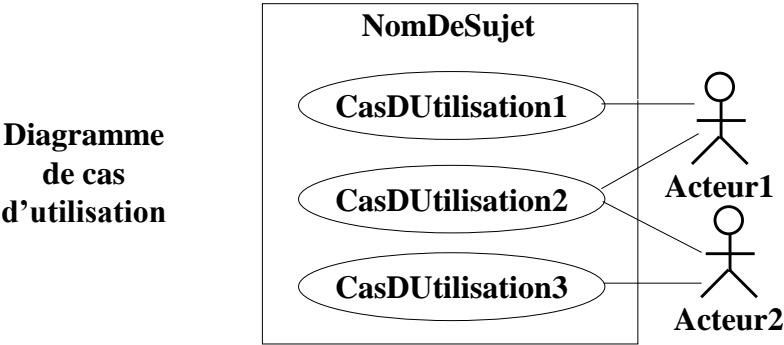 Diagramme
de cas
d’utilisation
NomDeSujet
CasDUtilisation1
CasDUtilisation2
CasDUtilisation3
Acteur1
Acteur2